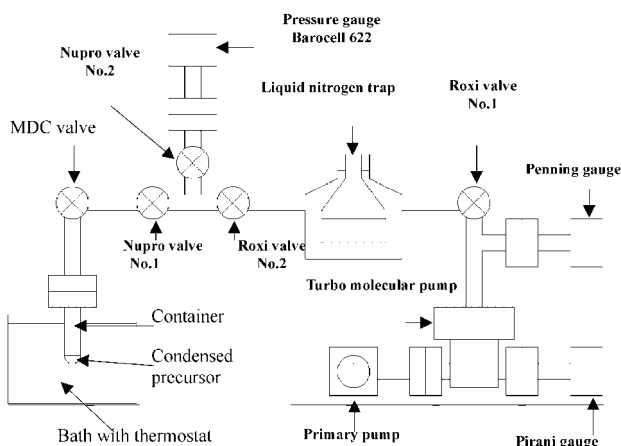 Pressure gauge
Barocell 622
Nupro valve
No.2
Liquid nitrogen trap
Roxi valve
No.1
MDC valve
Penning gauge
Nupro valve
No.1
Roxi valve
No.2
Turbo molecular pump
Container
Condensed
precursor
Bath with thermostat
Primary pump
Pirani gauge